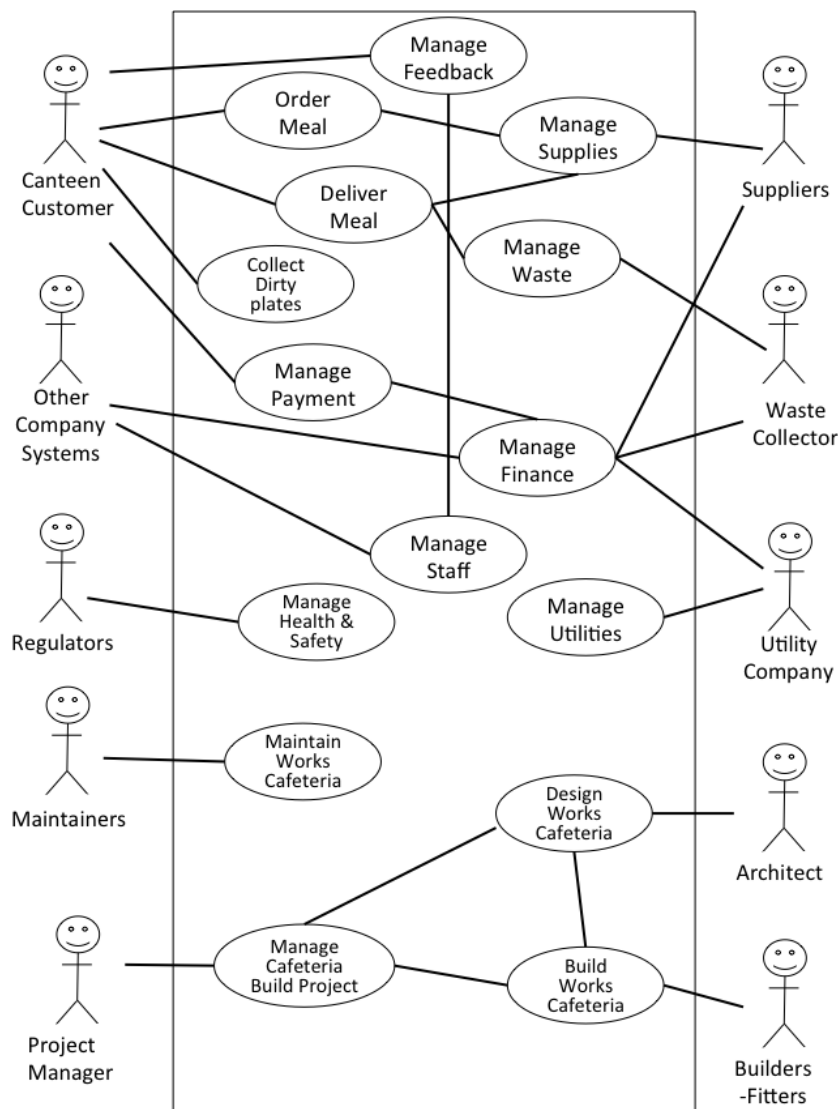 Manage
Feedback
Canteen
Customer
Order
Meal
Manage
Supplies
Suppliers
Deliver
Meal
Manage
Waste
Collect
Dirty
plates
Other
Company
Systems
Manage
Payment
Manage
Finance
Waste
Collector
Manage
Staff
Regulators
Manage
Health &
Safety
Manage
Utilities
Utility
Company
Maintainers
Maintain
Works
Cafeteria
Design
Works
Cafeteria
Architect
Project
Manager
Manage
Cafeteria
Build Project
Build
Works
Cafeteria
Builders
-Fitters